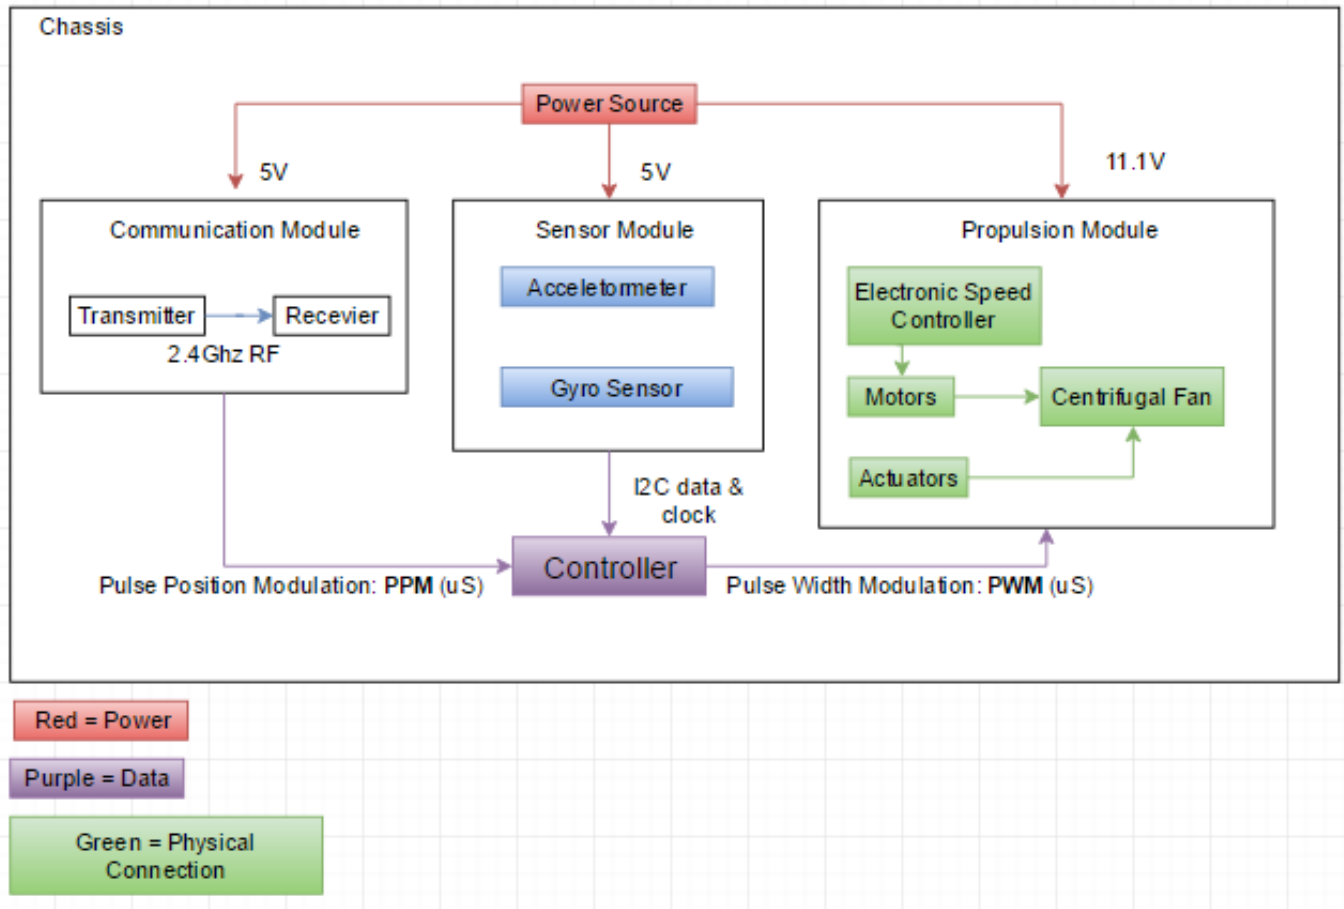 Chassis
Power Source
5V
5V
11.1V
Communication Module
Transmitter
Recevier
2.4Ghz RF
Sensor Module
Acceletormeter
Gyro Sensor
Propulsion Module
Electronic Speed
Controller
Motors
Centrifugal Fan
Actuators
I2C data &
clock
Controller
Pulse Position Modulation: PPM (uS)
Pulse Width Modulation: PWM (uS)
Red = Power
Purple = Data
Green = Physical
Connection